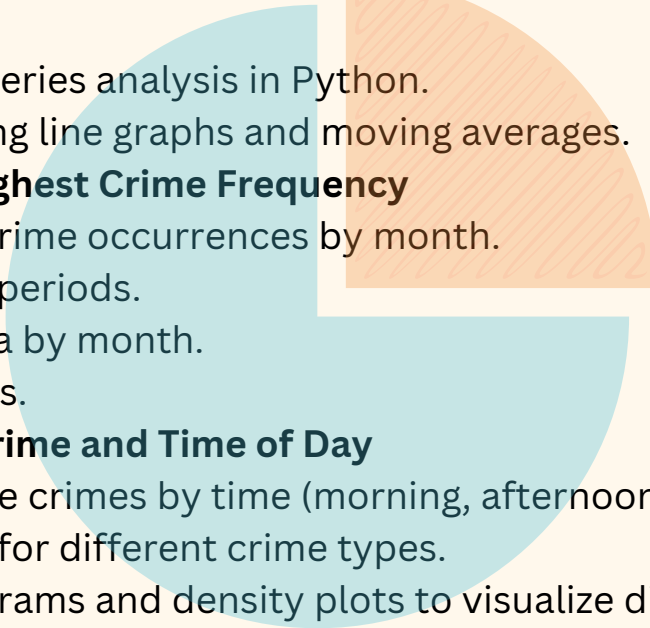 eries analysis in Python.
ng line graphs and moving averages.
ghest Crime Frequency
rime occurrences by month.
periods.
a by month.
s.
rime and Time of Day
e crimes by time (morning, afternoon
for different crime types.
rams and density plots to visualize d